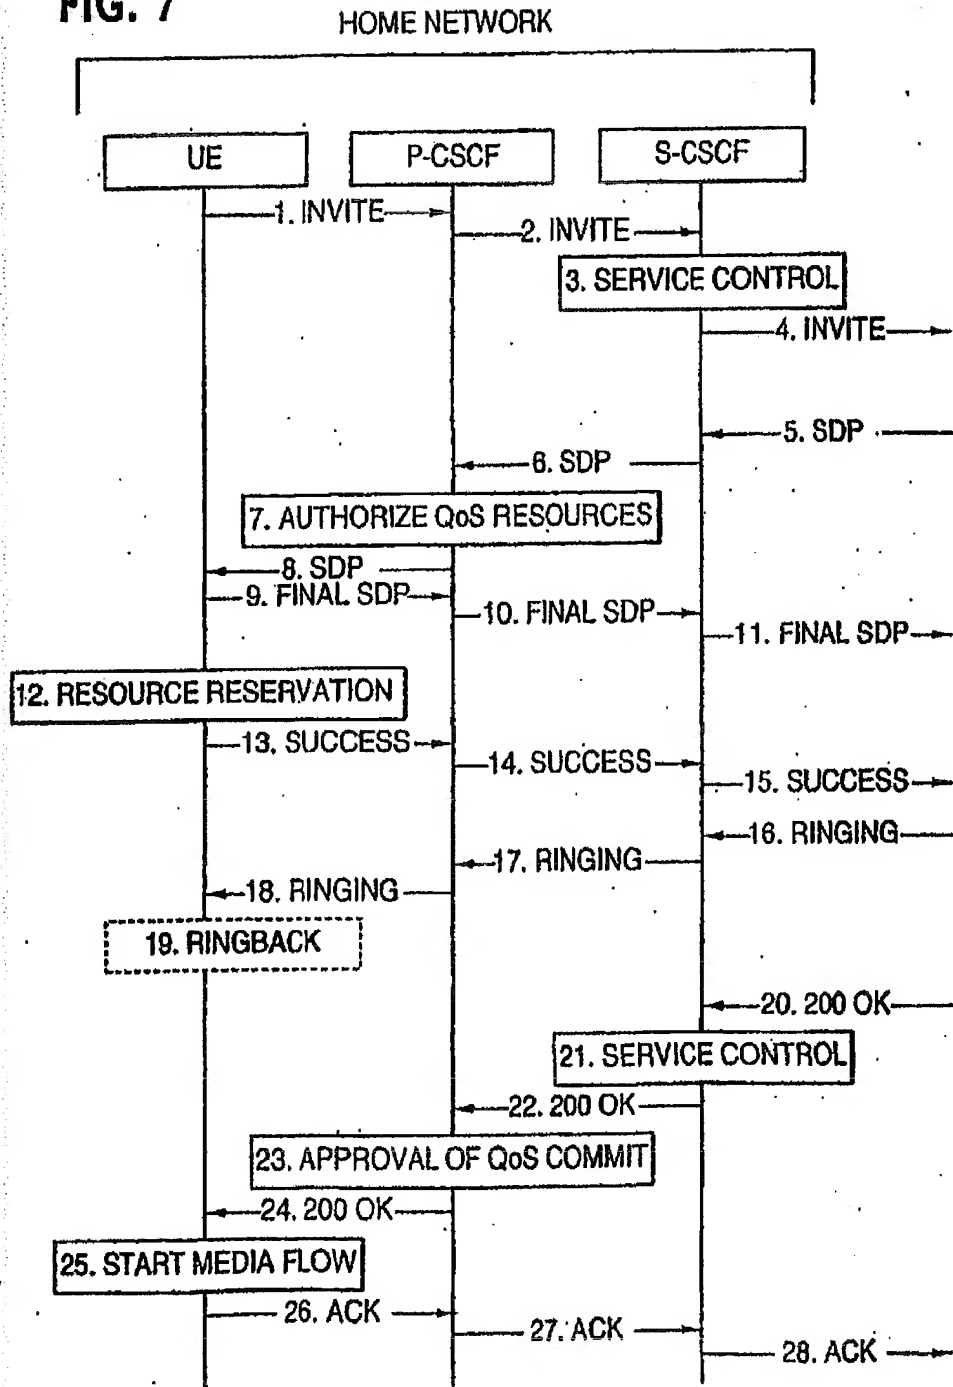 FIG. 7
HOME NETWORK
UE
P-CSCF
S-CSCF
1. INVITE
2. INVITE
3. SERVICE CONTROL
4. INVITE
5. SDP
6. SDP
7. AUTHORIZE QoS RESOURCES
8. SDP
9. FINAL SDP
10. FINAL SDP
11. FINAL SDP
12. RESOURCE RESERVATION
13. SUCCESS
14. SUCCESS
15. SUCCESS
16. RINGING
17. RINGING
18. RINGING
19. RINGBACK
20. 200 OK
21. SERVICE CONTROL
22. 200 OK
23. APPROVAL OF QoS COMMIT
24. 200 OK
25. START MEDIA FLOW
26. ACK
27. ACK
28. ACK